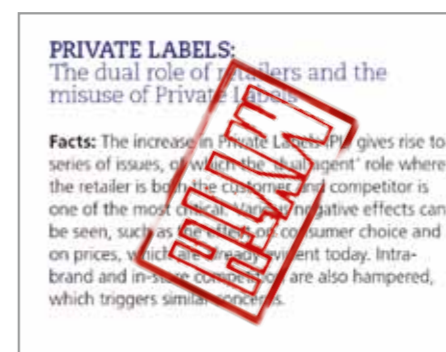 PRIVATE LABELS:
The dual role of retailers and the
misuse of Private Labels
Facts: The increase in Private Labels (PL) gives rise to
series of issues, of which the 'dual agent' role where
the retailer is both the customer and competitor is
one of the most critical. Various negative effects can
be seen, such as the effect on consumer choice and
on prices, which are already evident today. Intra-
brand and in-store competition are also hampered,
which triggers similar concerns.